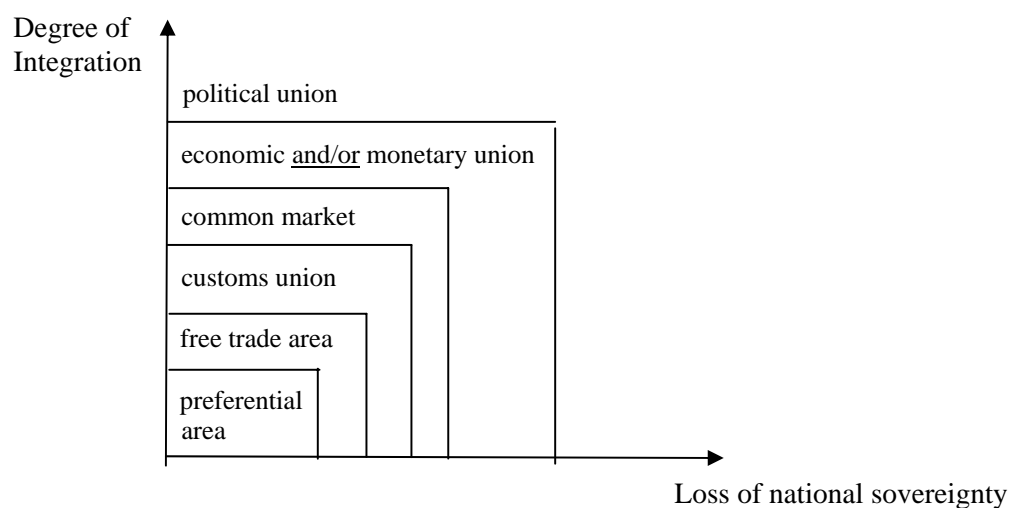 Degree of
Integration
political union
economic and/or monetary union
common market
customs union
free trade area
preferential
area
Loss of national sovereignty